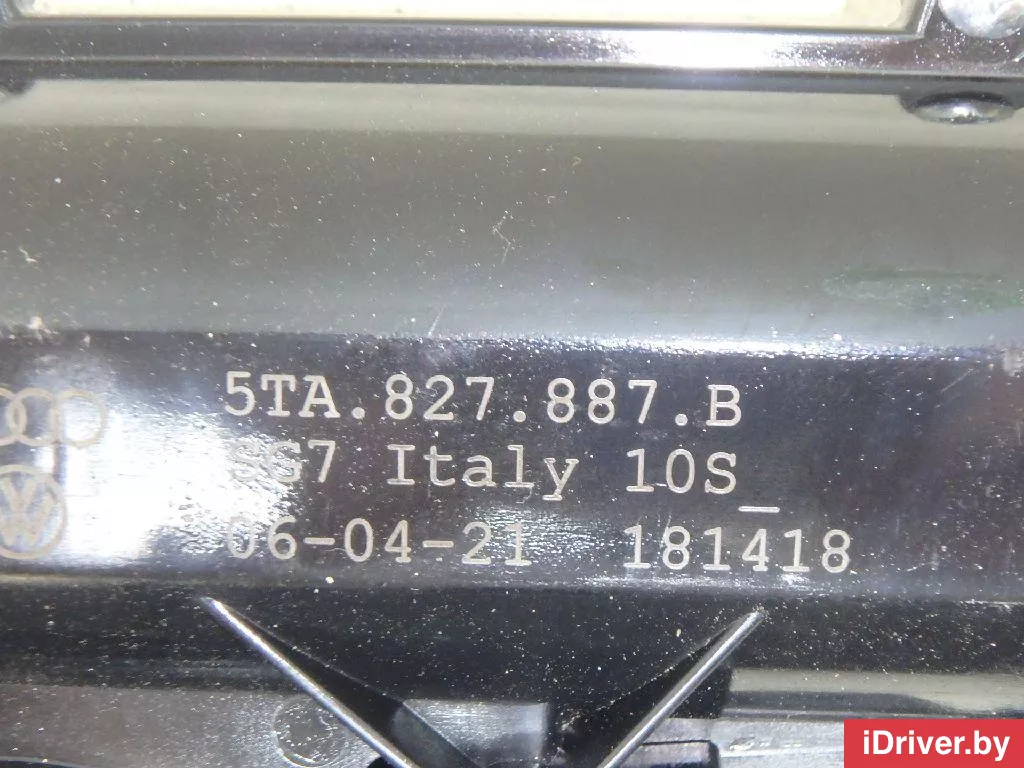 5TA.827.887.B
SG7 Italy 10S_
06-04-21 181418
iDriver.by